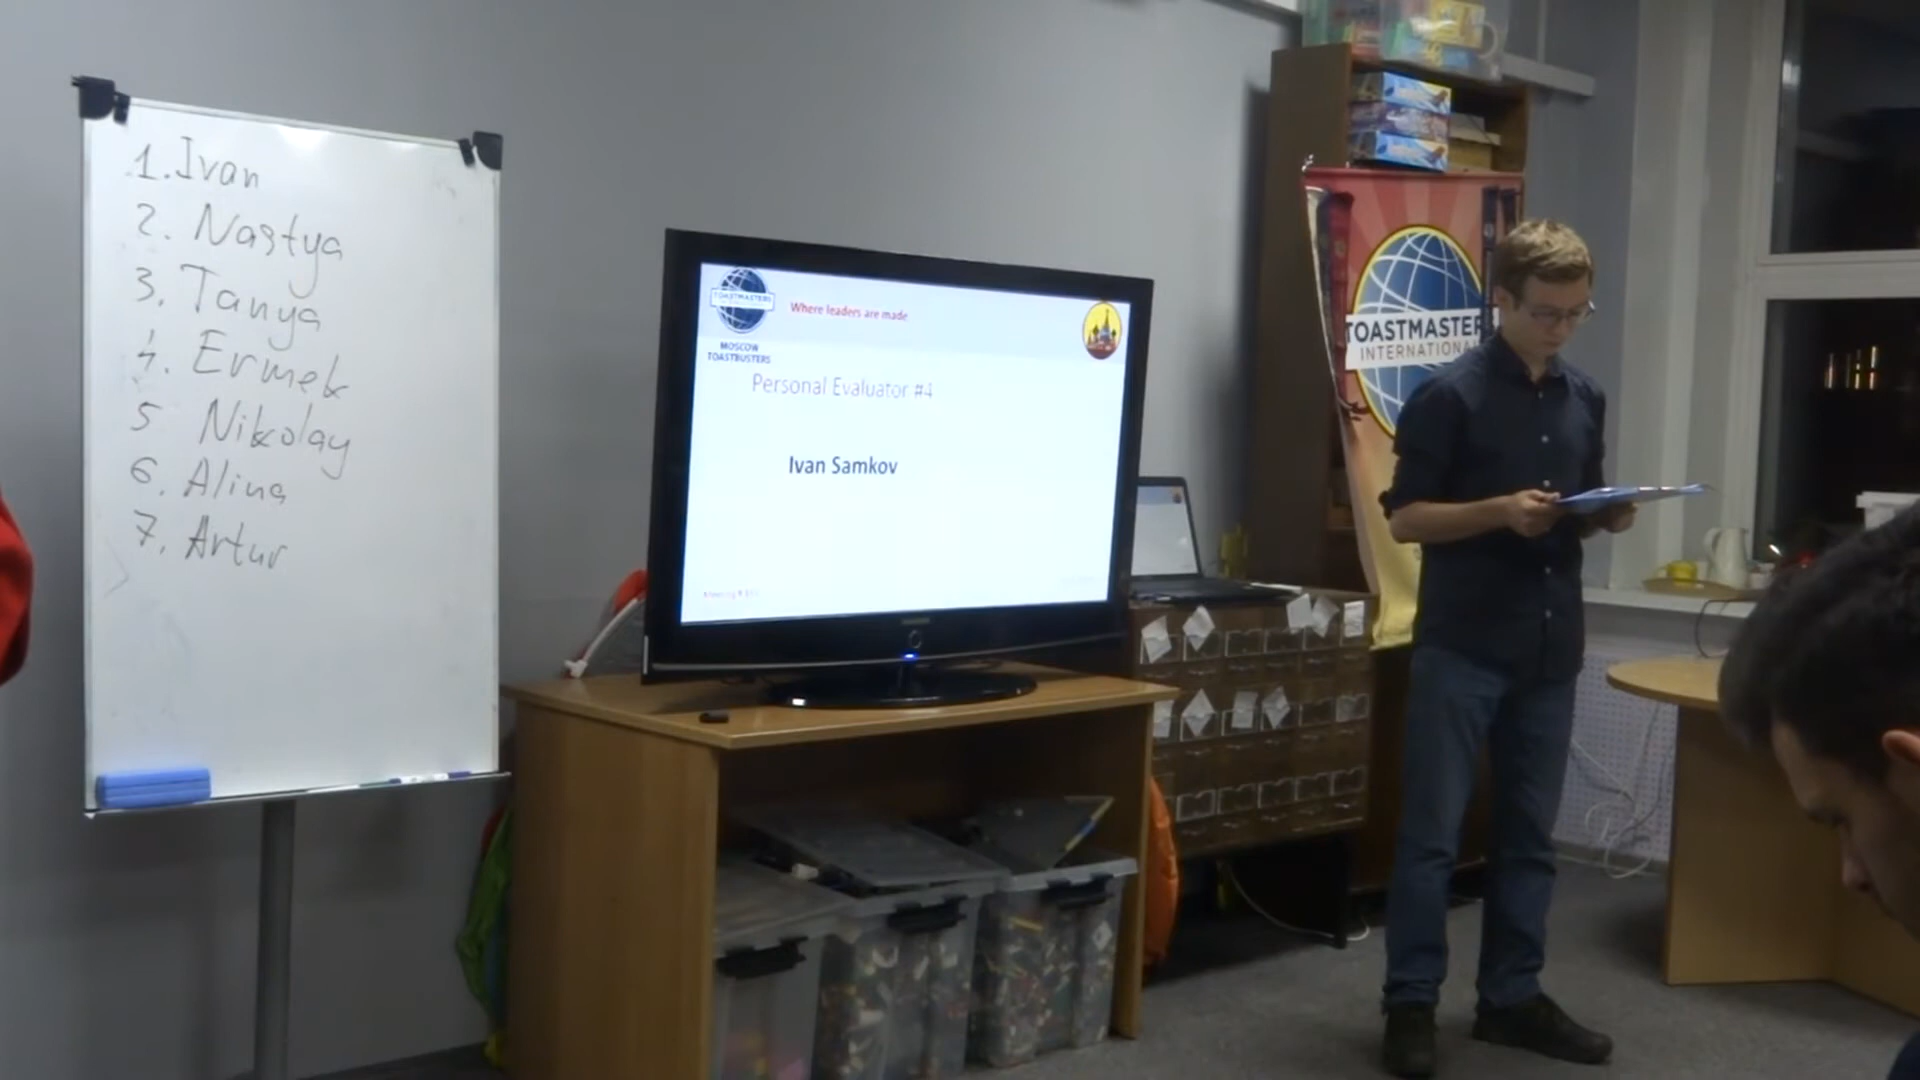 1. Ivan
2. Nastya
3. Tanya
4. Ermek
5 Nikolay
6. Alina
7. Artur
TOASTMASTERS
Where leaders are made
MOSCOW
TOASTBUSTERS
Personal Evaluator #4
Ivan Samkov
TOASTMASTERS
INTERNATIONAL